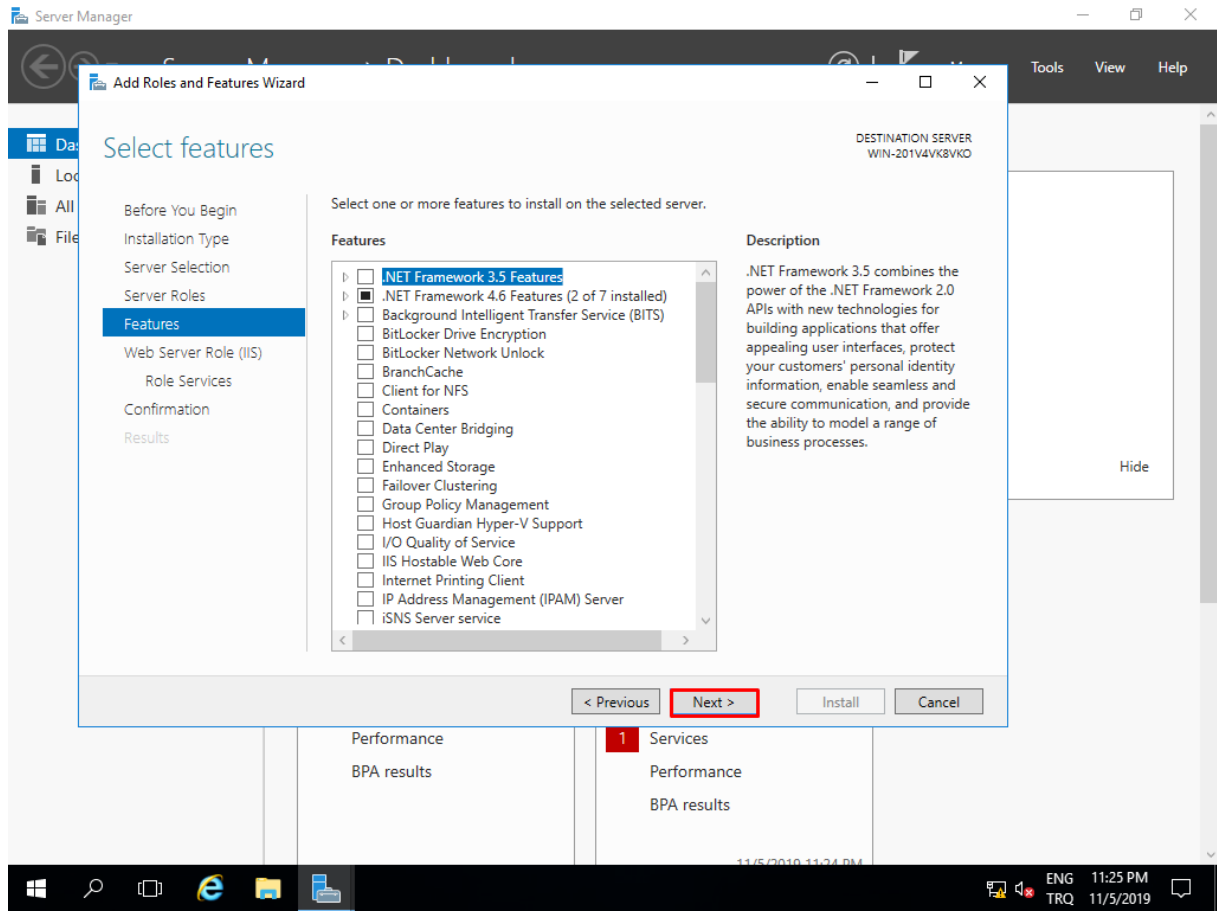 Server Manager
Tools View Help
Add Roles and Features Wizard
Select features
DESTINATION SERVER
WIN-201V4VK8VKO
Before You Begin
Installation Type
Server Selection
Server Roles
Features
Web Server Role (IIS)
Role Services
Confirmation
Results
Select one or more features to install on the selected server.
Features
.NET Framework 3.5 Features
.NET Framework 4.6 Features (2 of 7 installed)
Background Intelligent Transfer Service (BITS)
BitLocker Drive Encryption
BitLocker Network Unlock
BranchCache
Client for NFS
Containers
Data Center Bridging
Direct Play
Enhanced Storage
Failover Clustering
Group Policy Management
Host Guardian Hyper-V Support
I/O Quality of Service
IIS Hostable Web Core
Internet Printing Client
IP Address Management (IPAM) Server
iSNS Server service
Description
.NET Framework 3.5 combines the
power of the .NET Framework 2.0
APIs with new technologies for
building applications that offer
appealing user interfaces, protect
your customers' personal identity
information, enable seamless and
secure communication, and provide
the ability to model a range of
business processes.
< Previous
Next >
Install
Cancel
All
Hide
Performance
BPA results
1 Services
Performance
BPA results
11/5/2019 11:24 PM
ENG
TRQ
11:25 PM
11/5/2019